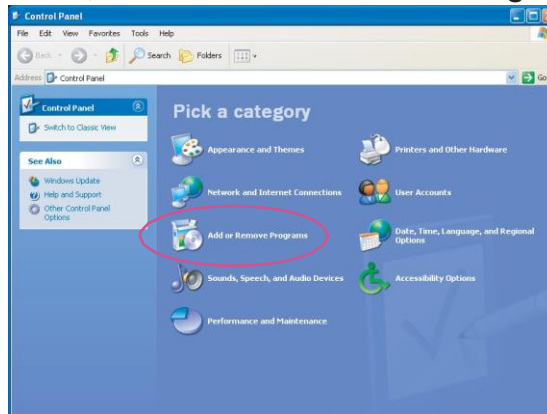 Control Panel
File Edit View Favorites Tools Help
Back Search Folders
Address Control Panel Go
Control Panel
Switch to Classic View
See Also
Windows Update
Help and Support
Other Control Panel
Options
Pick a category
Appearance and Themes
Printers and Other Hardware
Network and Internet Connections
User Accounts
Add or Remove Programs
Date, Time, Language, and Regional
Options
Sounds, Speech, and Audio Devices
Accessibility Options
Performance and Maintenance